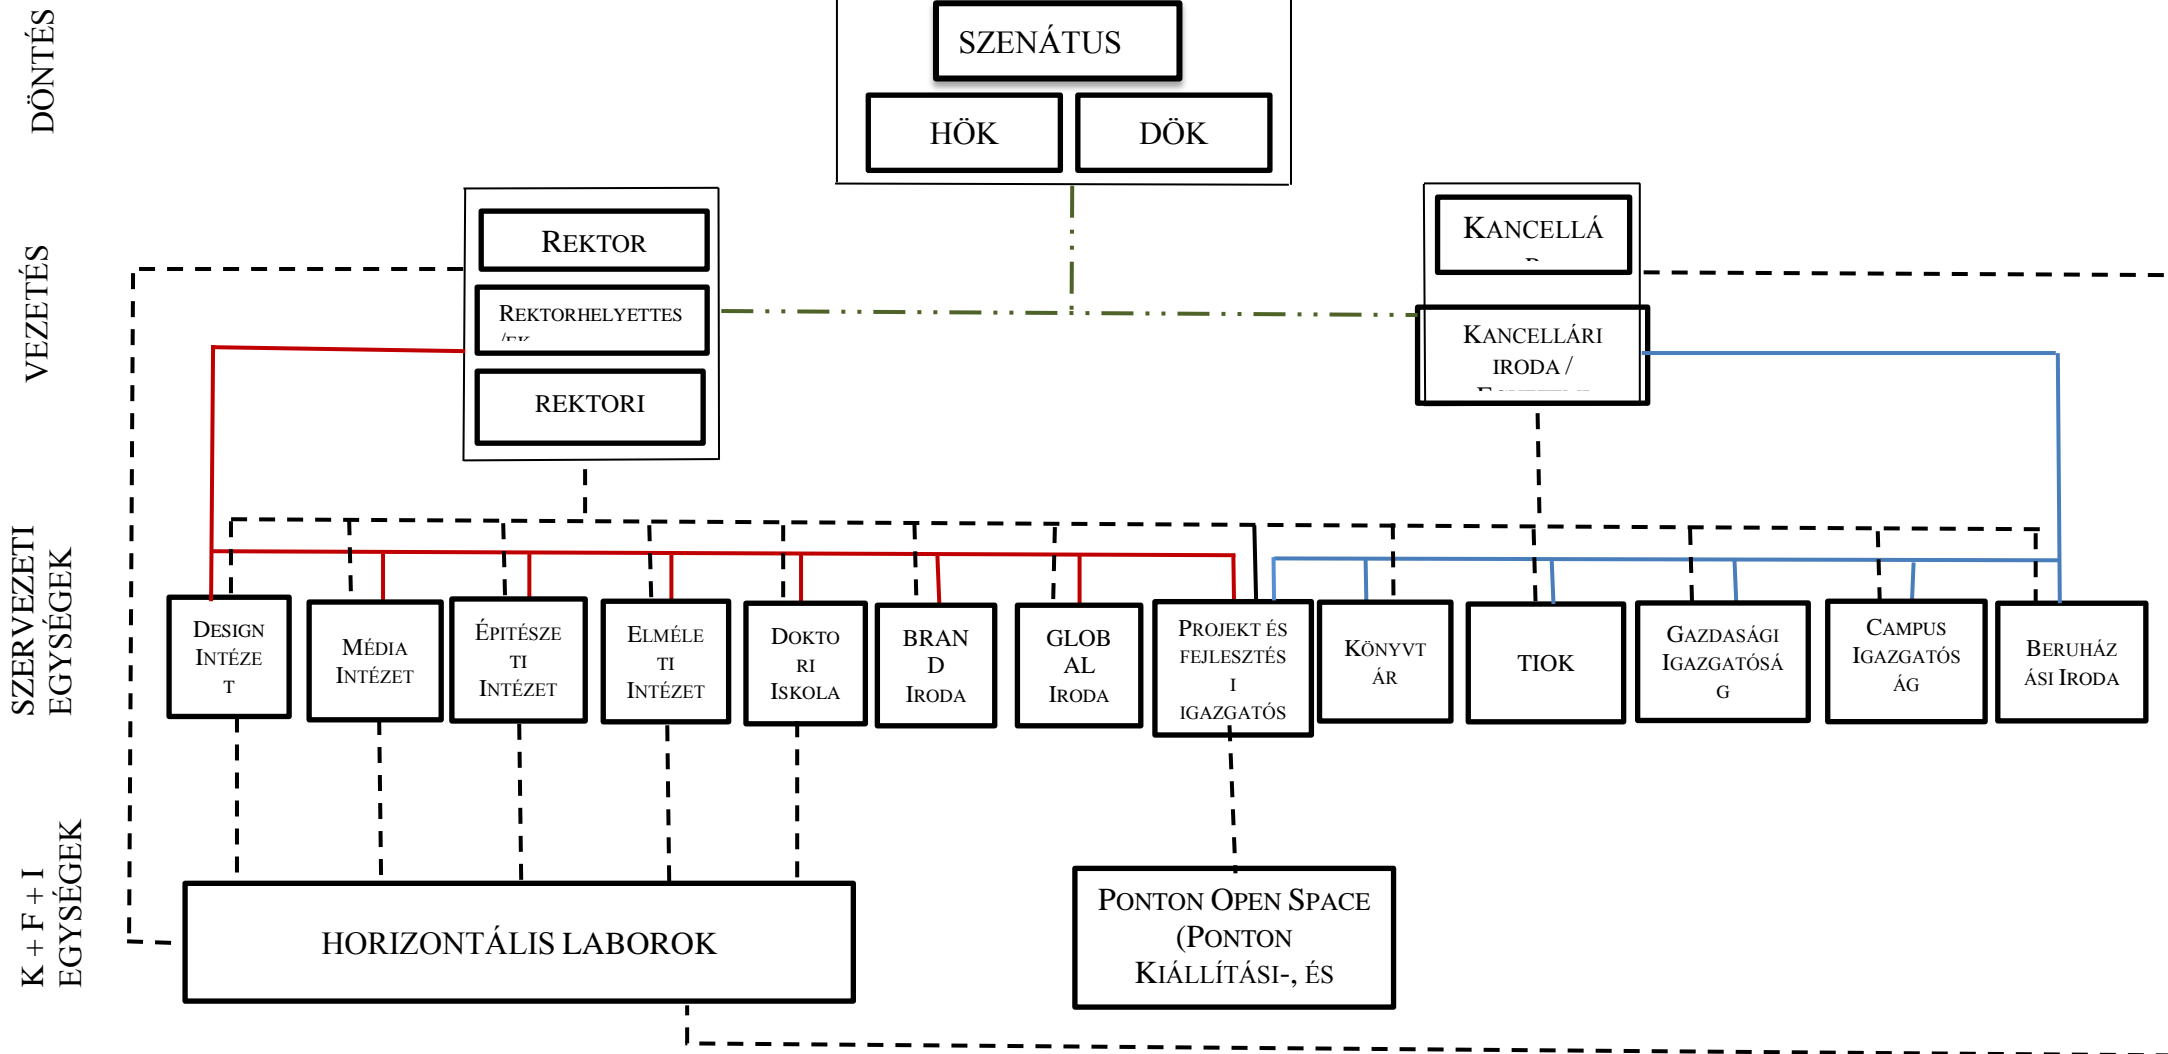 DÖNTÉS
SZENÁTUS
HÖK
DÖK
VEZETÉS
REKTOR
REKTORHELYETTES
/EK
REKTORI
KANCELLÁ
KANCELLÁRI
IRODA /
SZERVEZETI
EGYSÉGEK
DESIGN
INTÉZE
T
MÉDIA
INTÉZET
ÉPITÉSZE
TI
INTÉZET
ELMÉLE
TI
INTÉZET
DOKTO
RI
ISKOLA
BRAN
D
IRODA
GLOB
AL
IRODA
PROJEKT ÉS
FEJLESZTÉS
I
IGAZGATÓS
KÖNYVT
ÁR
TIOK
GAZDASÁGI
IGAZGATÓSÁ
G
CAMPUS
IGAZGATÓS
ÁG
BERUHÁZ
ÁSI IRODA
K + F + I
EGYSÉGEK
HORIZONTÁLIS LABOROK
PONTON OPEN SPACE
(PONTON
KIÁLLÍTÁSI-, ÉS